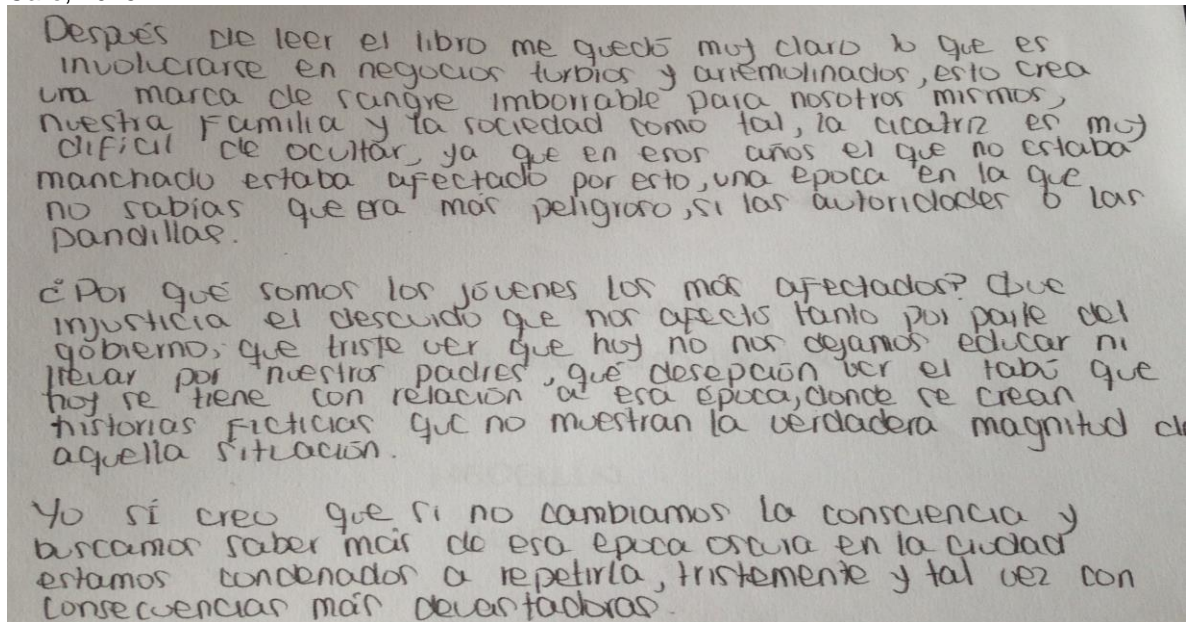 Después de leer el libro me quedó muy claro lo que es
involucrarse en negocios turbios y arremolinados, esto crea
una marca de sangre imborrable para nosotros mismos,
nuestra familia y la sociedad como tal, la cicatriz es muy
dificil de ocultar, ya que en esos años el que no estaba
manchado estaba afectado por esto, una epoca en la que
no sabías que era más peligroso, si las autoridades ó las
pandillas.
¿Por qué somos los jóvenes los más afectados? Que
injusticia el descuido que nos afectó tanto por parte del
gobierno, que triste ver que hoy no nos dejamos educar ni
llevar por nuestros padres, qué desepción ver el tabú que
hoy se tiene con relación a esa época, donde se crean
historias ficticias que no muestran la verdadera magnitud de
aquella situación.
Yo sí creo que si no cambiamos la consciencia y
buscamos saber más de esa epoca oscura en la ciudad
estamos condenados a repetirla, tristemente y tal vez con
consecuencias más devastadoras.